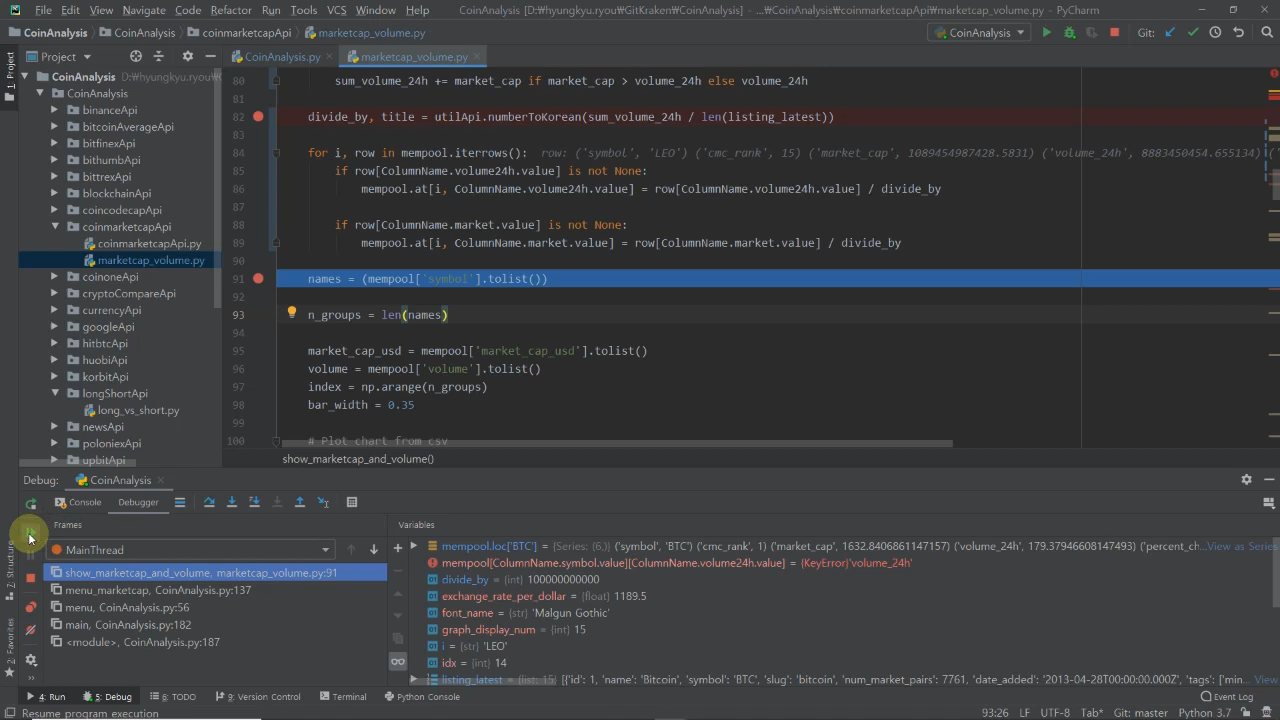 File Edit View Navigate Code Refactor Run Tools VCS Window Help CoinAnalysis [D:₩hyungkyu.ryou₩GitKraken₩CoinAnalysis] - ...₩CoinAnalysis₩coinmarketcapApi₩marketcap_volume.py - PyCharm
CoinAnalysis CoinAnalysis coinmarketcapApi marketcap_volume.py CoinAnalysis Git:
1: Project
Project CoinAnalysis.py marketcap_volume.py
CoinAnalysis D:₩hyungkyu.ryou₩Git
CoinAnalysis
binanceApi
bitcoinAverageApi
bitfinexApi
bithumbApi
bittrexApi
blockchainApi
coincodecapApi
coinmarketcapApi
coinmarketcapApi.py
marketcap_volume.py
coinoneApi
cryptoCompareApi
currencyApi
googleApi
hitbtcApi
huobiApi
korbitApi
longShortApi
long_vs_short.py
newsApi
poloniexApi
upbitApi
80 sum_volume_24h += market_cap if market_cap > volume_24h else volume_24h
81
82 divide_by, title = utilApi.numberToKorean(sum_volume_24h / len(listing_latest))
83
84 for i, row in mempool.iterrows(): row: ('symbol', 'LEO') ('cmc_rank', 15) ('market_cap', 1089454987428.5831) ('volume_24h', 8883450454.655134) ('
85 if row[ColumnName.volume24h.value] is not None:
86 mempool.at[i, ColumnName.volume24h.value] = row[ColumnName.volume24h.value] / divide_by
87
88 if row[ColumnName.market.value] is not None:
89 mempool.at[i, ColumnName.market.value] = row[ColumnName.market.value] / divide_by
90
91 names = (mempool['symbol'].tolist())
92
93 n_groups = len(names)
94
95 market_cap_usd = mempool['market_cap_usd'].tolist()
96 volume = mempool['volume'].tolist()
97 index = np.arange(n_groups)
98 bar_width = 0.35
99
100 # Plot chart from csv
show_marketcap_and_volume()
Debug: CoinAnalysis
Console Debugger
Frames Variables
MainThread
show_marketcap_and_volume, marketcap_volume.py:91
menu_marketcap, CoinAnalysis.py:137
menu, CoinAnalysis.py:56
main, CoinAnalysis.py:182
<module>, CoinAnalysis.py:187
mempool.loc['BTC'] = {Series: (6,)} ('symbol', 'BTC') ('cmc_rank', 1) ('market_cap', 1632.8406861147157) ('volume_24h', 179.37946608147493) ('percent_ch... View as Series
mempool[ColumnName.symbol.value][ColumnName.volume24h.value] = {KeyError}'volume_24h'
divide_by = {int} 100000000000
exchange_rate_per_dollar = {float} 1189.5
font_name = {str} 'Malgun Gothic'
graph_display_num = {int} 15
i = {str} 'LEO'
idx = {int} 14
listing_latest = {list: 15} [{'id': 1, 'name': 'Bitcoin', 'symbol': 'BTC', 'slug': 'bitcoin', 'num_market_pairs': 7761, 'date_added': '2013-04-28T00:00:00.000Z', 'tags': ['min... View
Z: Structure
2: Favorites
4: Run 5: Debug 6: TODO 9: Version Control Terminal Python Console Event Log
Resume program execution 93:26 LF UTF-8 Tab* Git: master Python 3.7